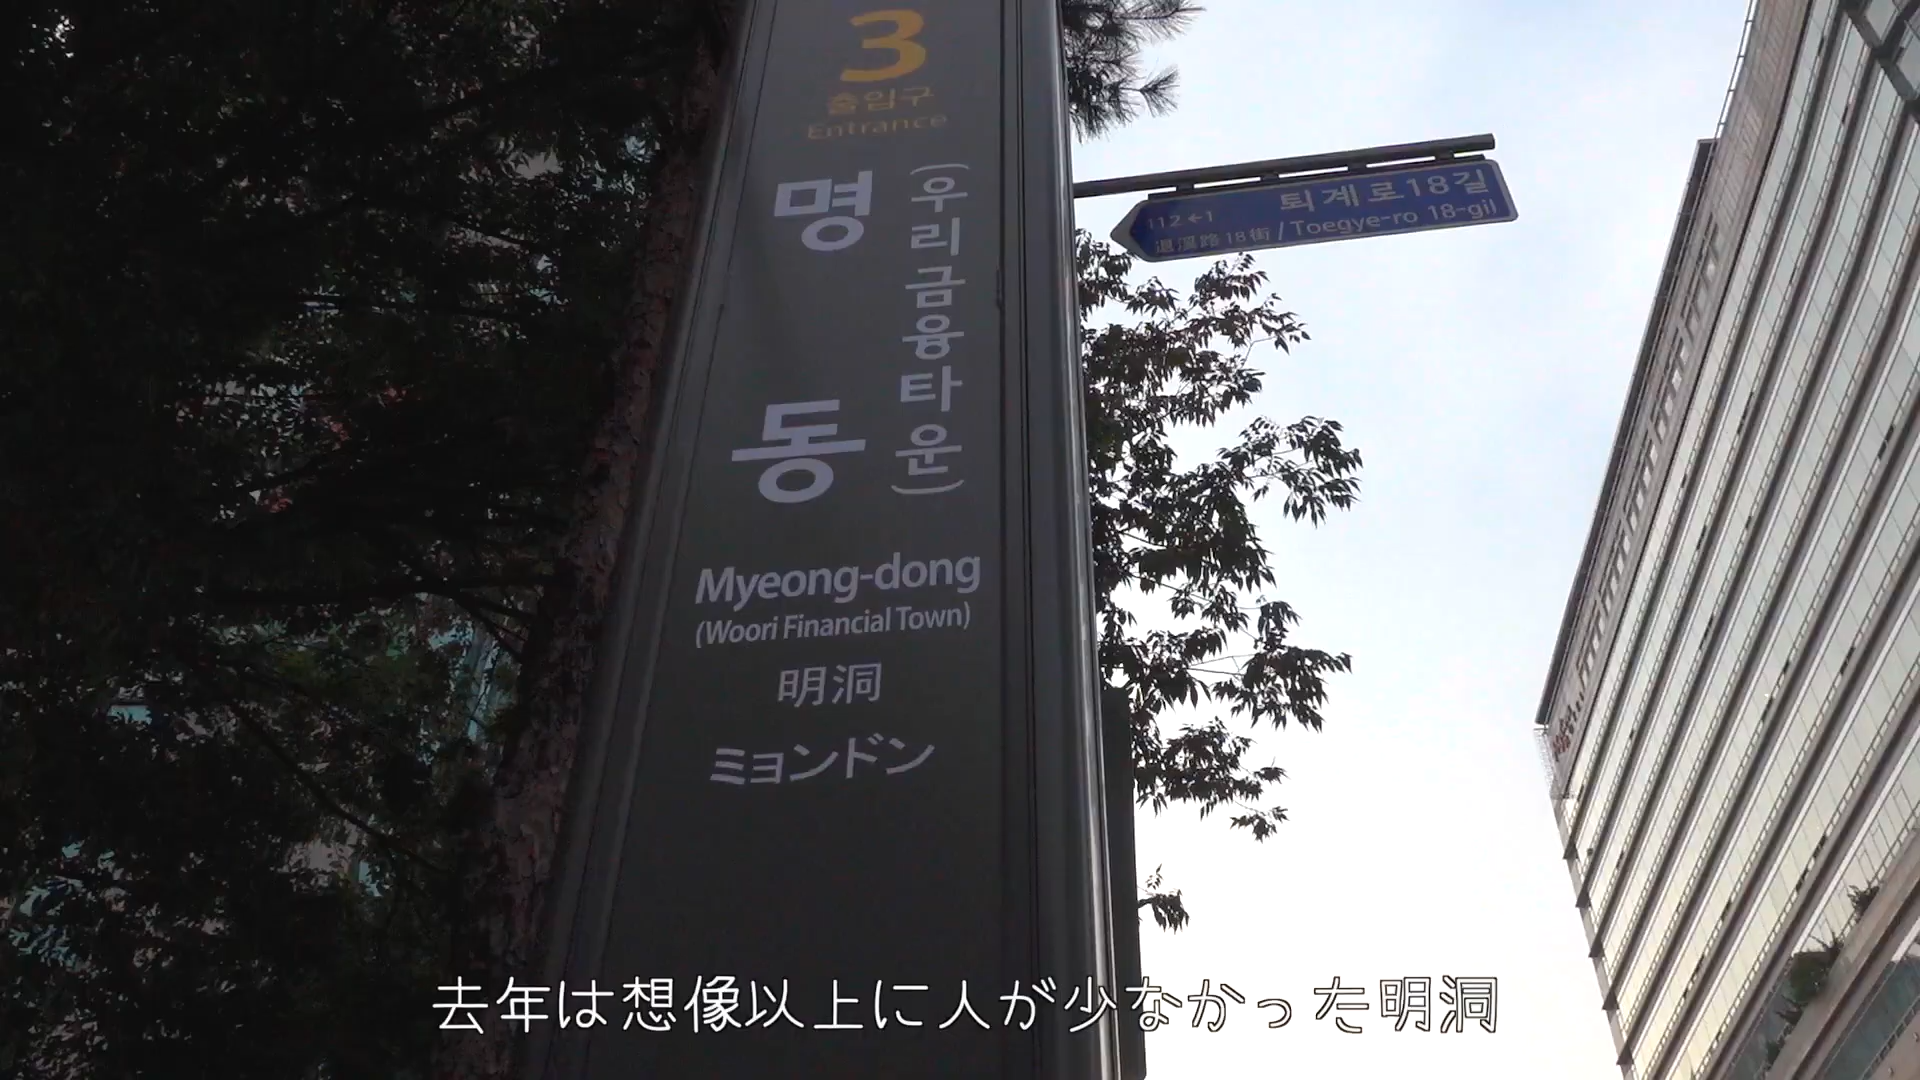 3
출입구
Entrance
명동
(우리금융타운)
Myeong-dong
(Woori Financial Town)
明洞
ミョンドン
퇴계로18길
112←1
退溪路18街 / Toegye-ro 18-gil
去年は想像以上に人が少なかった明洞